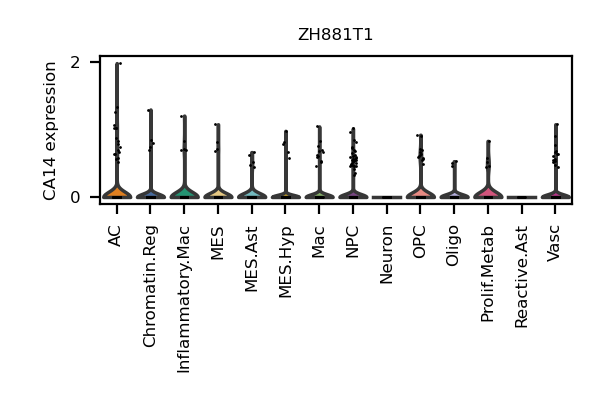 ZH881T1
CA14 expression
2
0
AC
Chromatin.Reg
Inflammatory.Mac
MES
MES.Ast
MES.Hyp
Mac
NPC
Neuron
OPC
Oligo
Prolif.Metab
Reactive.Ast
Vasc